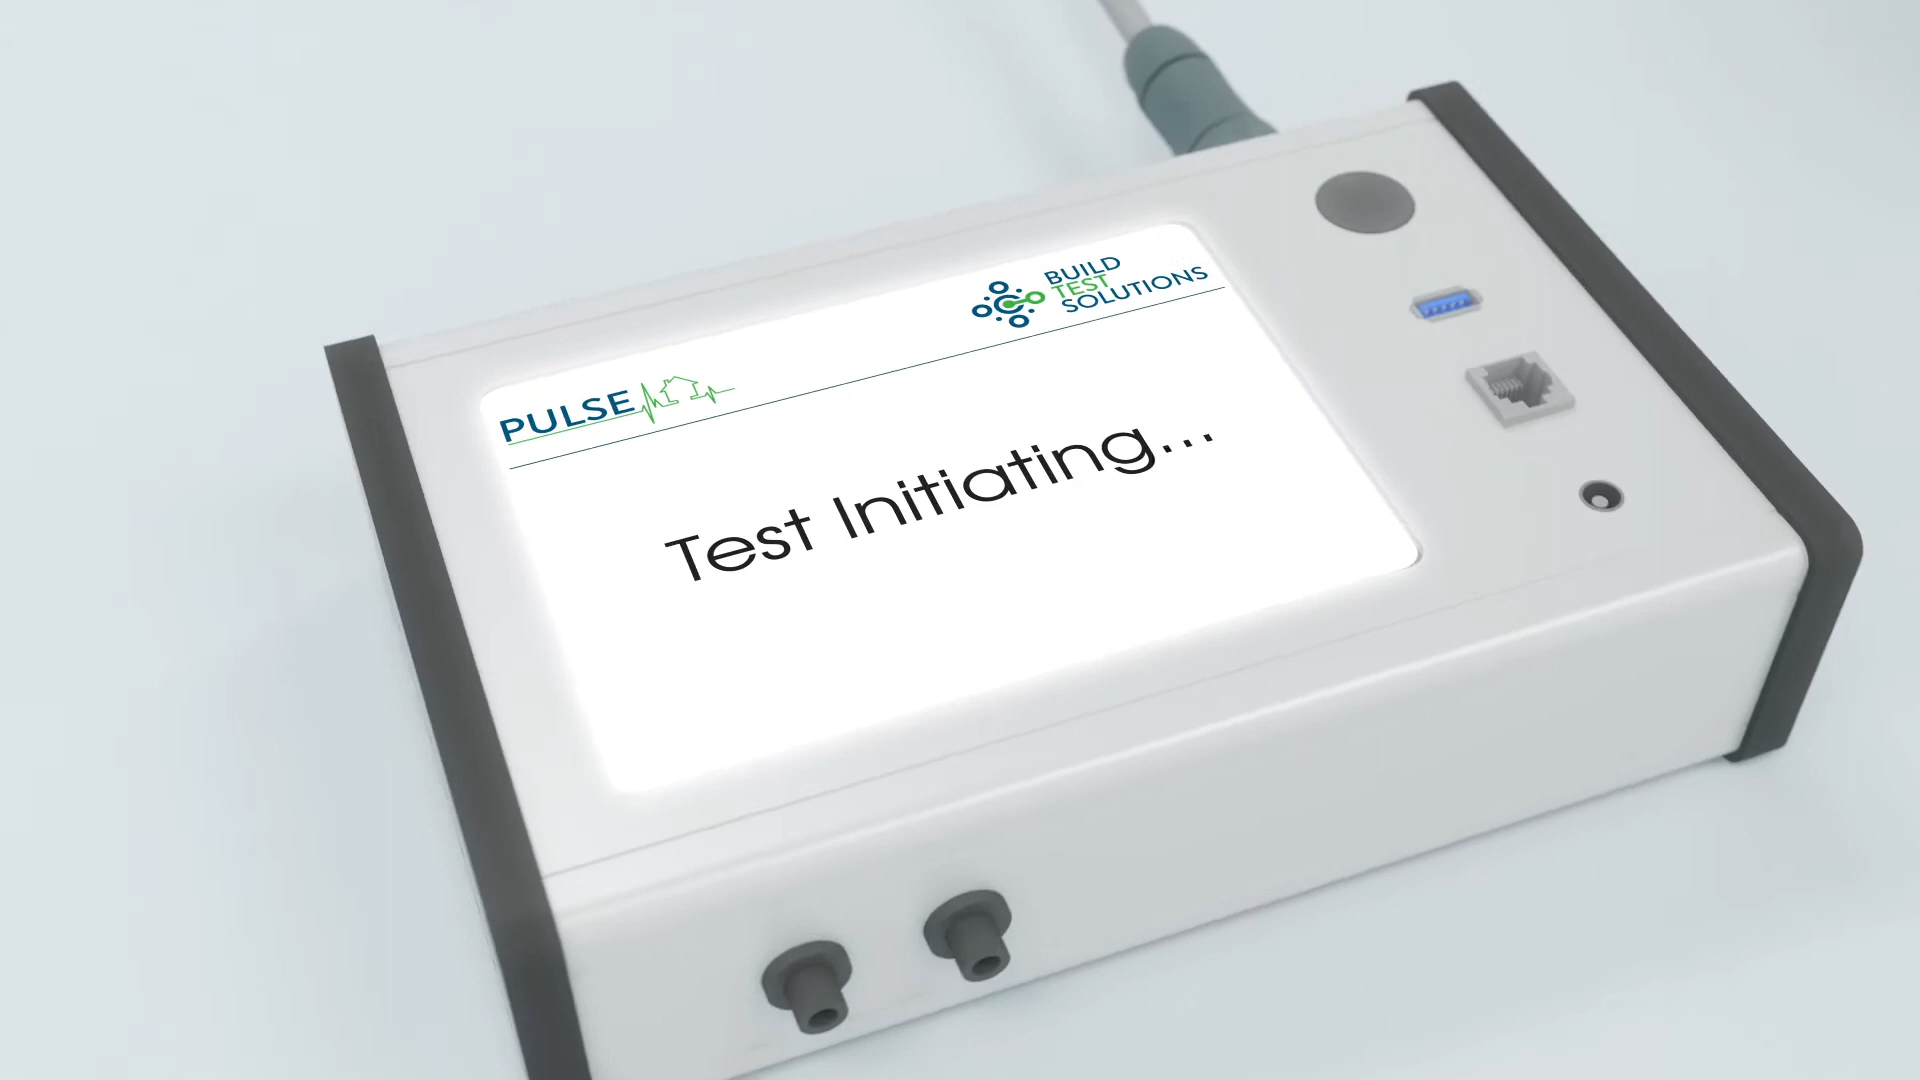 BUILD
TEST
SOLUTIONS
PULSE
Test Initiating...